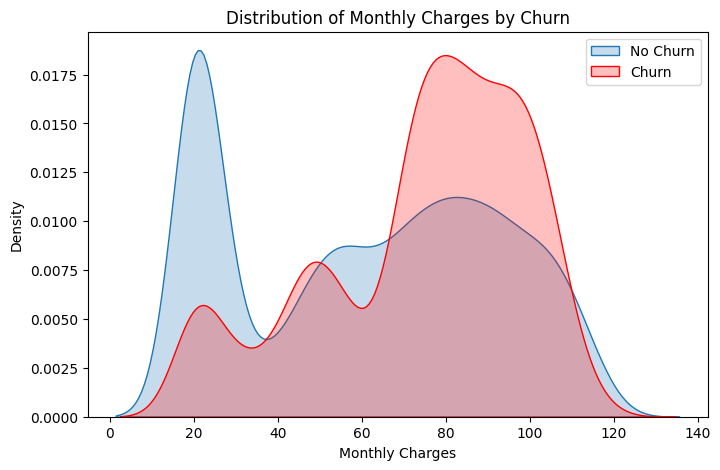 Distribution of Monthly Charges by Churn
No Churn
Churn
Density
0.0175
0.0150
0.0125
0.0100
0.0075
0.0050
0.0025
0.0000
0 20 40 60 80 100 120 140
Monthly Charges